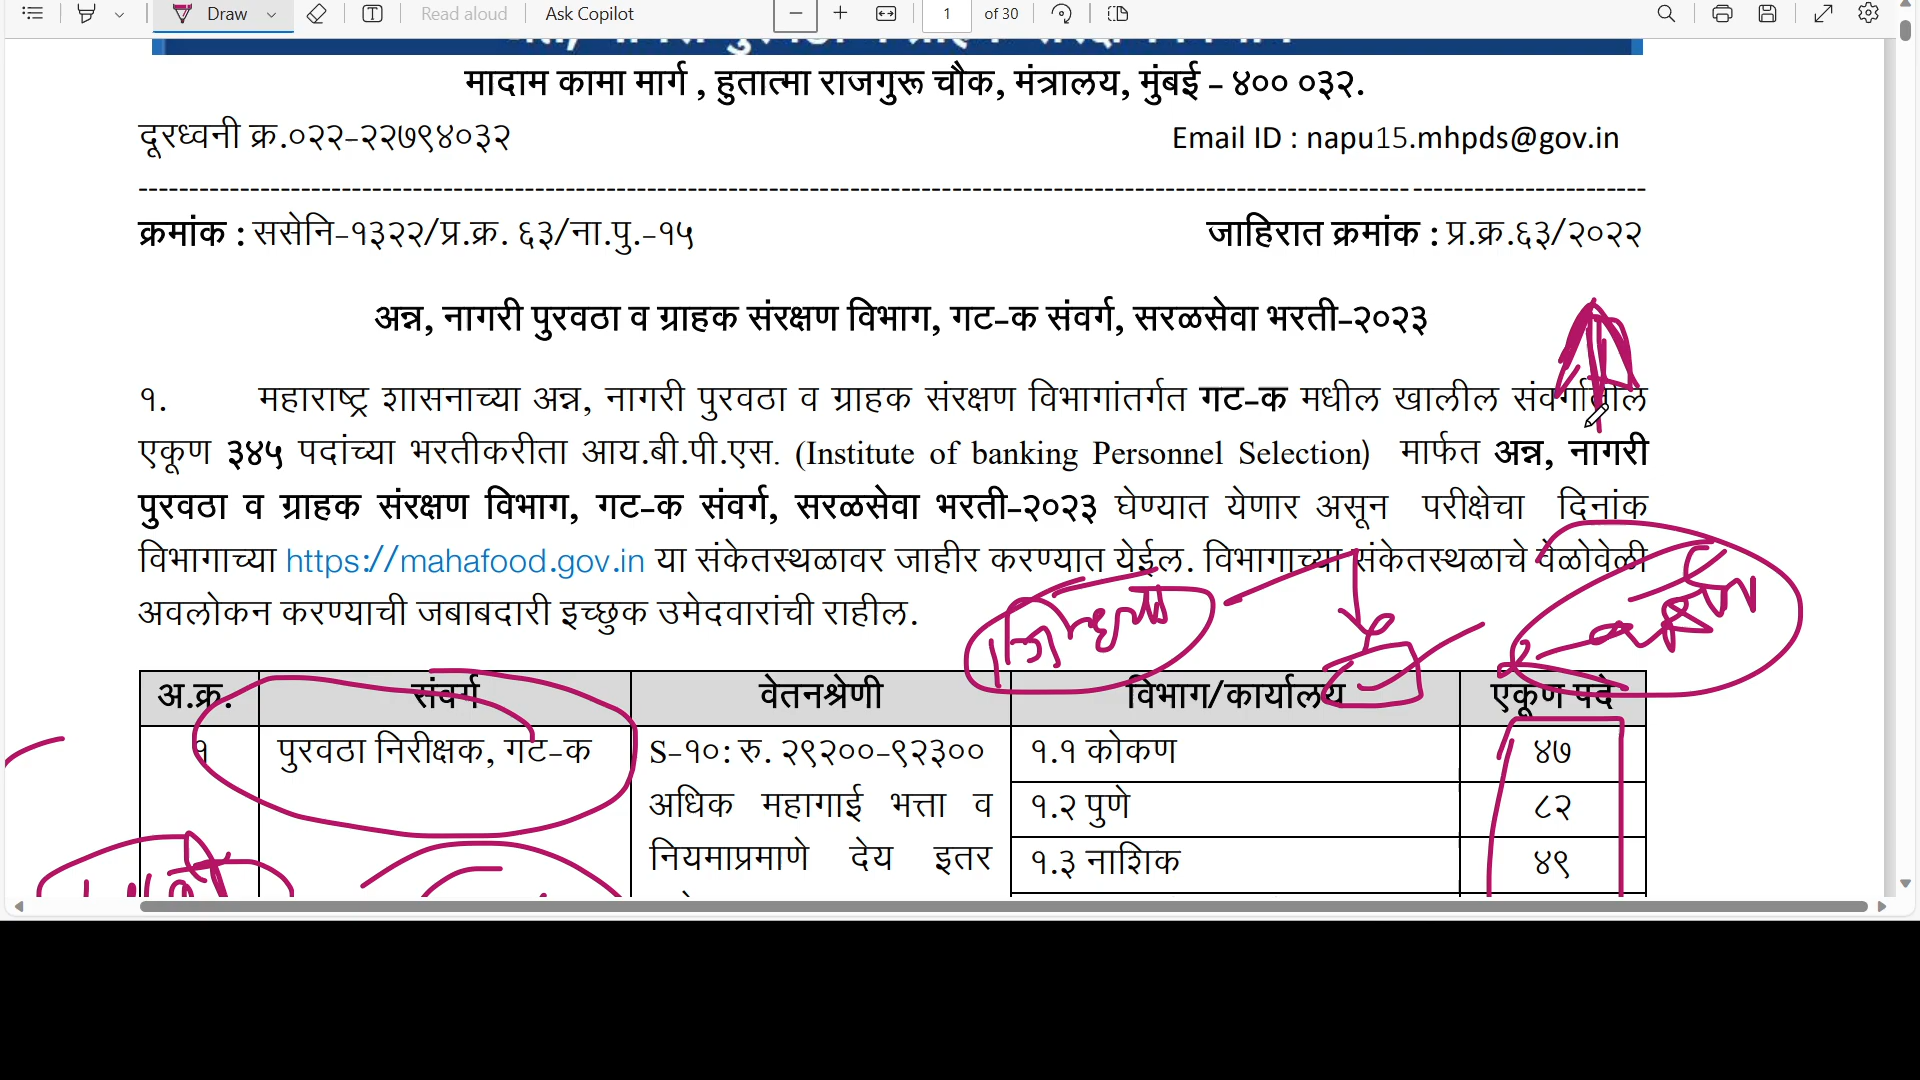 Draw
Read aloud
Ask Copilot
1 of 30
मादाम कामा मार्ग , हुतात्मा राजगुरू चौक, मंत्रालय, मुंबई – ४०० ०३२.
दूरध्वनी क्र.०२२–२२७९४०३२
Email ID : napu15.mhpds@gov.in
क्रमांक : ससेनि–१३२२/प्र.क्र. ६३/ना.पु.–१५
जाहिरात क्रमांक : प्र.क्र.६३/२०२२
अन्न, नागरी पुरवठा व ग्राहक संरक्षण विभाग, गट–क संवर्ग, सरळसेवा भरती–२०२३
१. महाराष्ट्र शासनाच्या अन्न, नागरी पुरवठा व ग्राहक संरक्षण विभागांतर्गत गट–क मधील खालील संवर्गातील
एकूण ३४५ पदांच्या भरतीकरीता आय.बी.पी.एस. (Institute of banking Personnel Selection) मार्फत अन्न, नागरी
पुरवठा व ग्राहक संरक्षण विभाग, गट–क संवर्ग, सरळसेवा भरती–२०२३ घेण्यात येणार असून परीक्षेचा दिनांक
विभागाच्या https://mahafood.gov.in या संकेतस्थळावर जाहीर करण्यात येईल. विभागाच्या संकेतस्थळाचे वेळोवेळी
अवलोकन करण्याची जबाबदारी इच्छुक उमेदवारांची राहील.
अ.क्र. संवर्ग वेतनश्रेणी विभाग/कार्यालय एकूण पदे
१ पुरवठा निरीक्षक, गट–क S–१०: रु. २९२००–९२३०० १.१ कोकण ४७
अधिक महागाई भत्ता व १.२ पुणे ८२
नियमाप्रमाणे देय इतर १.३ नाशिक ४९